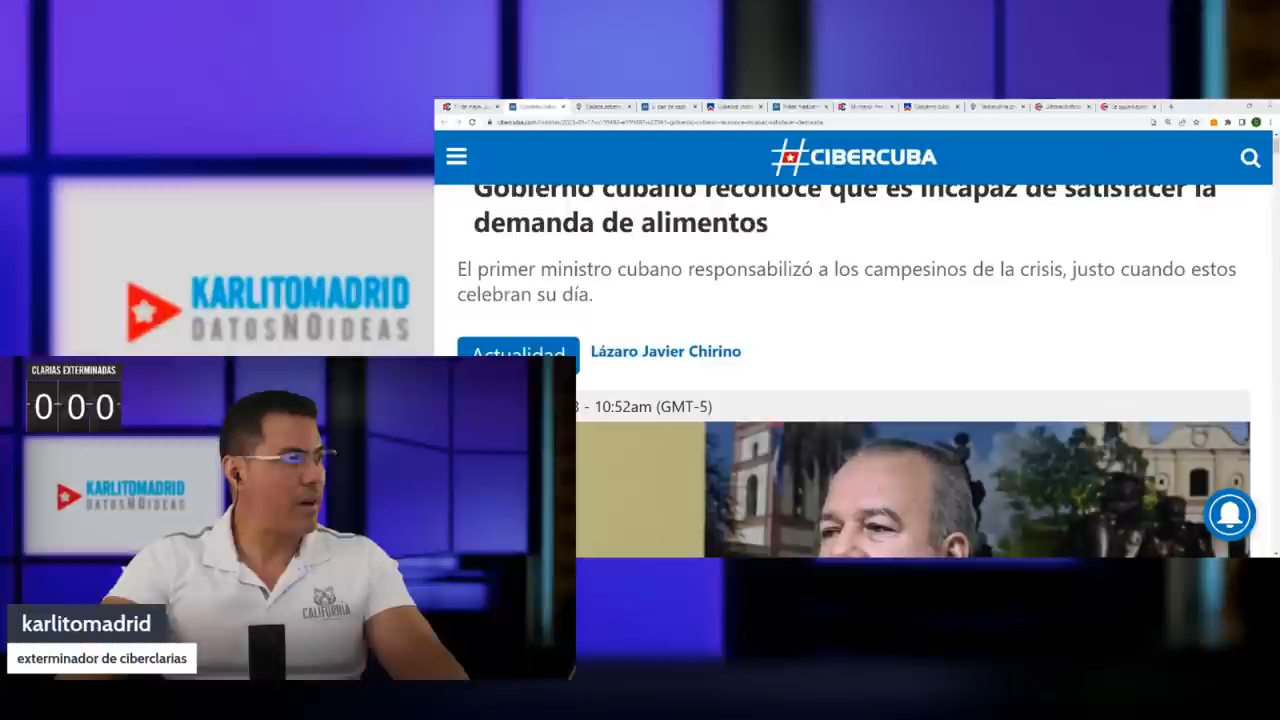 #CIBERCUBA
Gobierno cubano reconoce que es incapaz de satisfacer la
demanda de alimentos
El primer ministro cubano responsabilizó a los campesinos de la crisis, justo cuando estos
celebran su día.
Actualidad
Lázaro Javier Chirino
- 10:52am (GMT-5)
KARLITOMADRID
DATOSNOIDEAS
CLARIAS EXTERMINADAS
0 0 0
KARLITOMADRID
DATOSNOIDEAS
CALIFORNIA
karlitomadrid
exterminador de ciberclarias